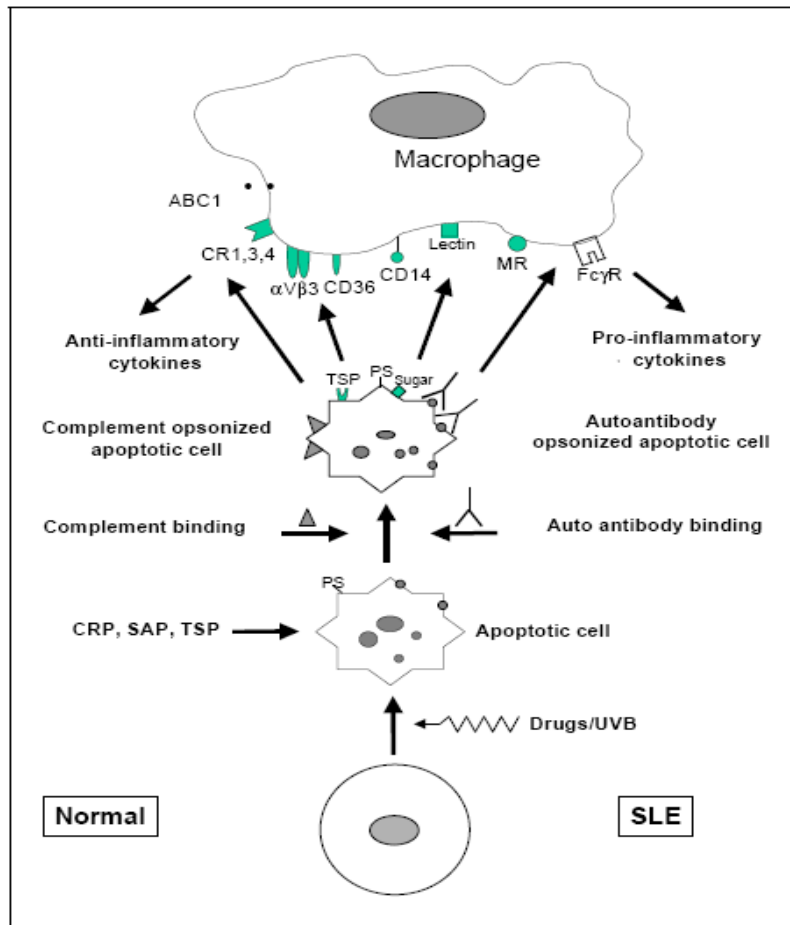 Macrophage
ABC1
CR1,3,4
αVβ3
CD36
CD14
Lectin
MR
FcγR
Anti-inflammatory
cytokines
Pro-inflammatory
cytokines
TSP
PS
Sugar
Complement opsonized
apoptotic cell
Autoantibody
opsonized apoptotic cell
Complement binding
Auto antibody binding
PS
CRP, SAP, TSP
Apoptotic cell
Drugs/UVB
Normal
SLE